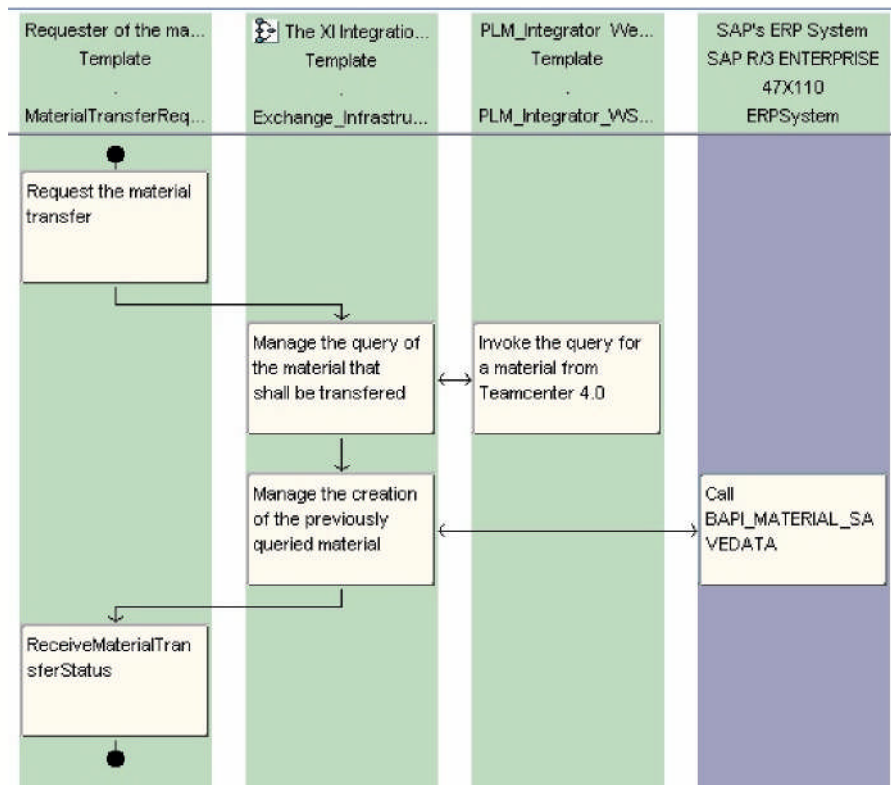 Requester of the ma...
Template
.
MaterialTransferReq...
The XI Integratio...
Template
.
Exchange_Infrastru...
PLM_Integrator We...
Template
.
PLM_Integrator_WS...
SAP's ERP System
SAP R/3 ENTERPRISE
47X110
ERPSystem
Request the material
transfer
Manage the query of
the material that
shall be transfered
Invoke the query for
a material from
Teamcenter 4.0
Manage the creation
of the previously
queried material
Call
BAPI_MATERIAL_SA
VEDATA
ReceiveMaterialTran
sferStatus